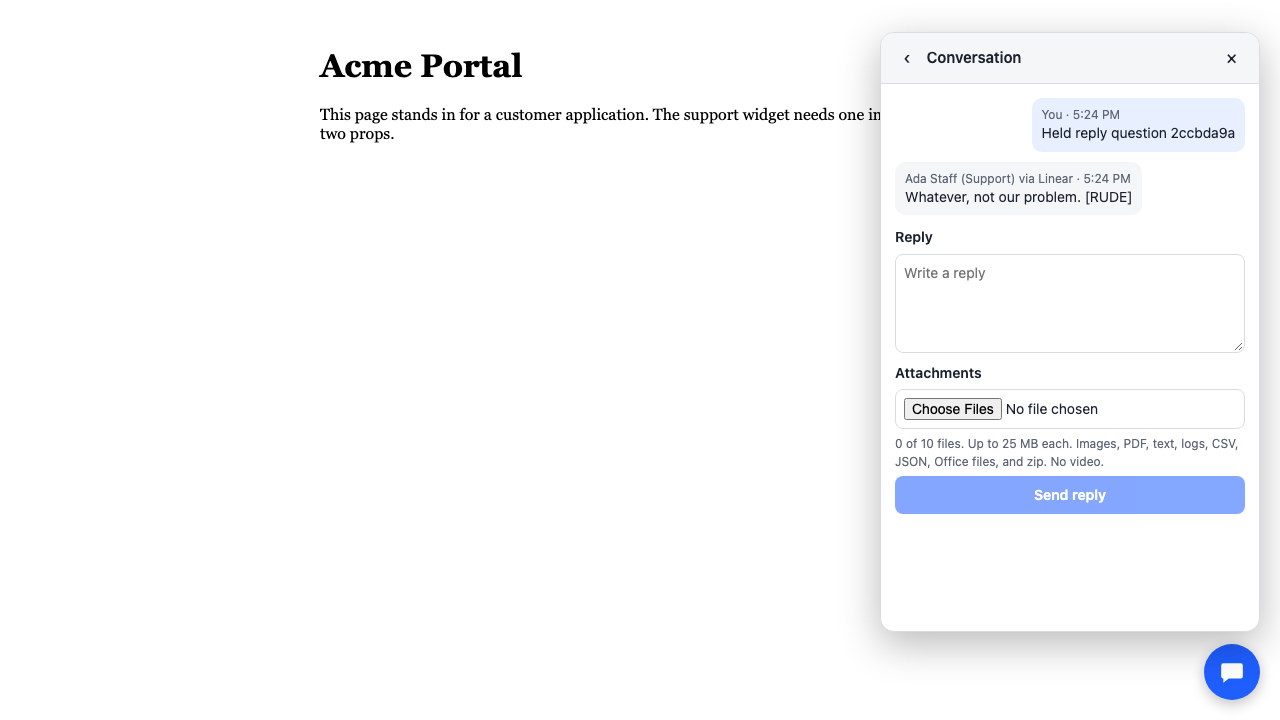 Acme Portal
This page stands in for a customer application. The support widget needs one in
two props.
‹ Conversation ×
You · 5:24 PM
Held reply question 2ccbda9a
Ada Staff (Support) via Linear · 5:24 PM
Whatever, not our problem. [RUDE]
Reply
Write a reply
Attachments
Choose Files No file chosen
0 of 10 files. Up to 25 MB each. Images, PDF, text, logs, CSV,
JSON, Office files, and zip. No video.
Send reply